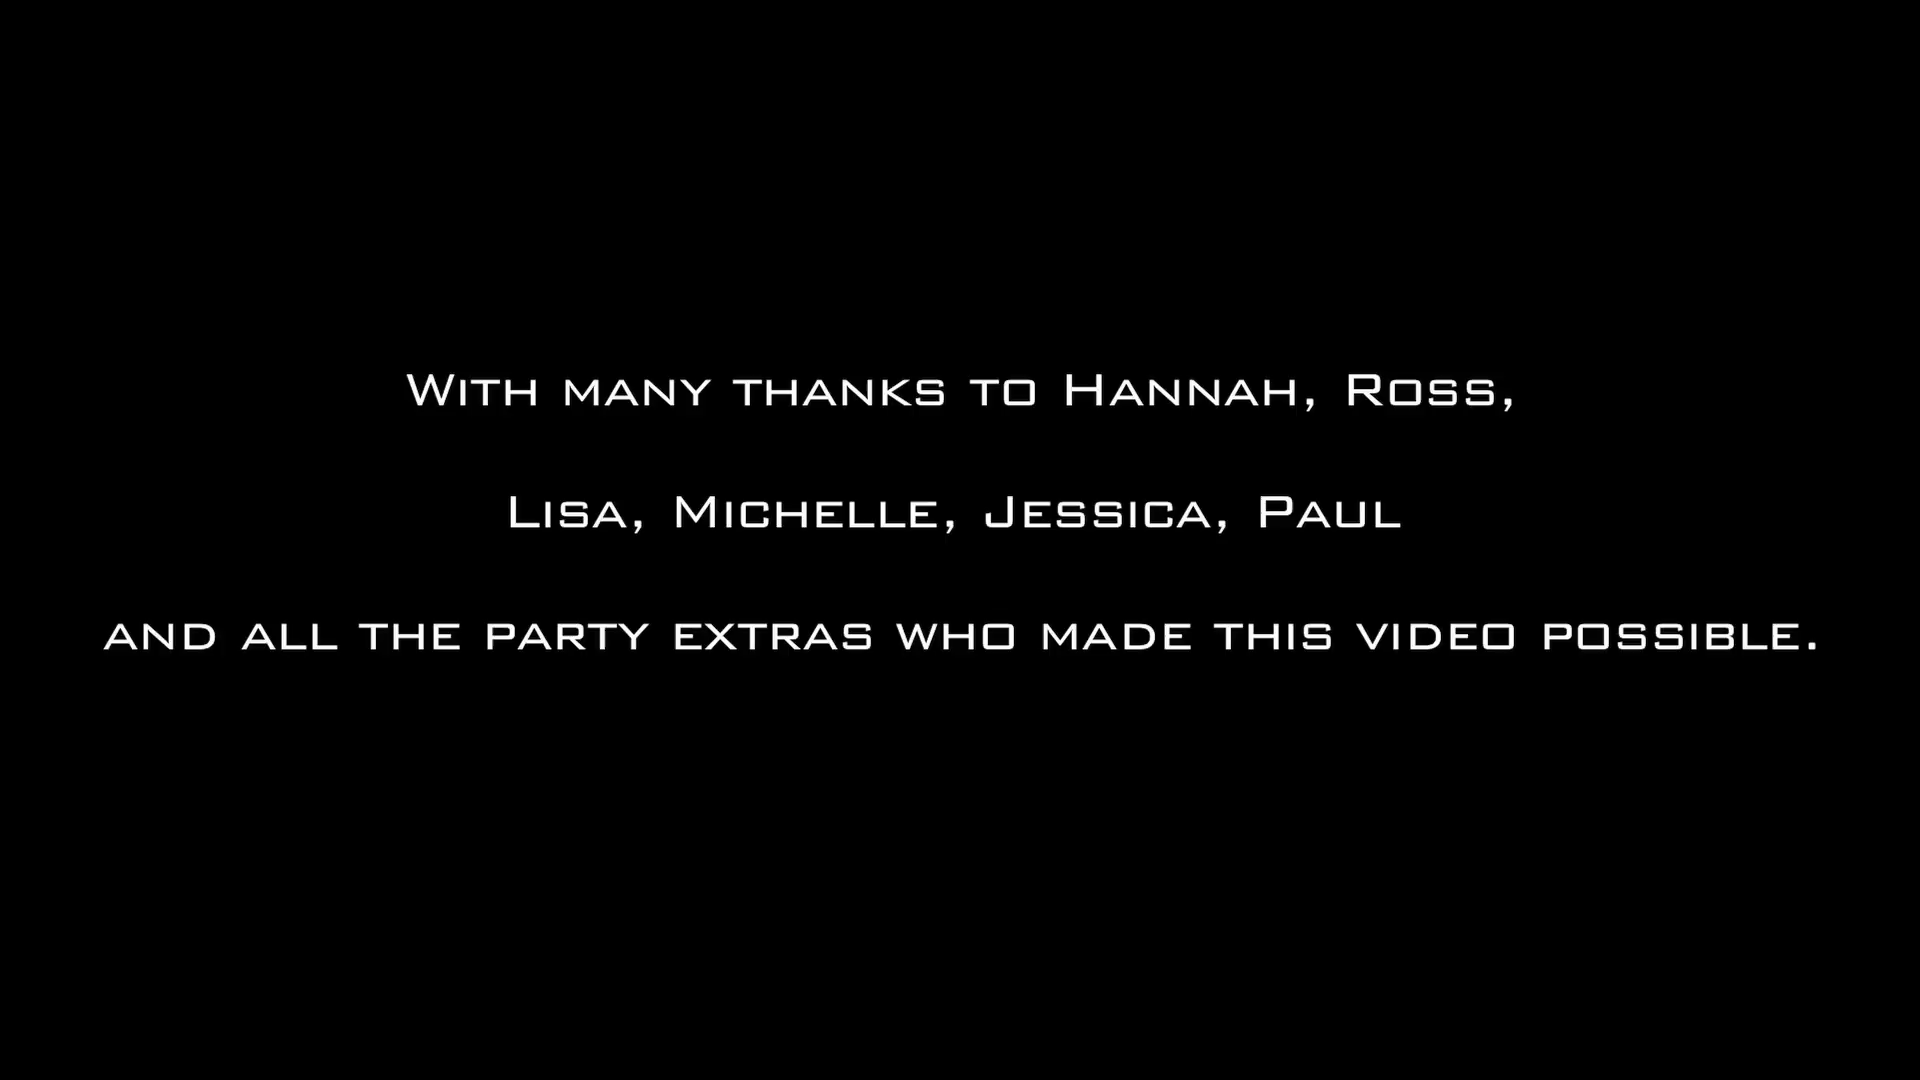 With many thanks to Hannah, Ross,
Lisa, Michelle, Jessica, Paul
and all the party extras who made this video possible.